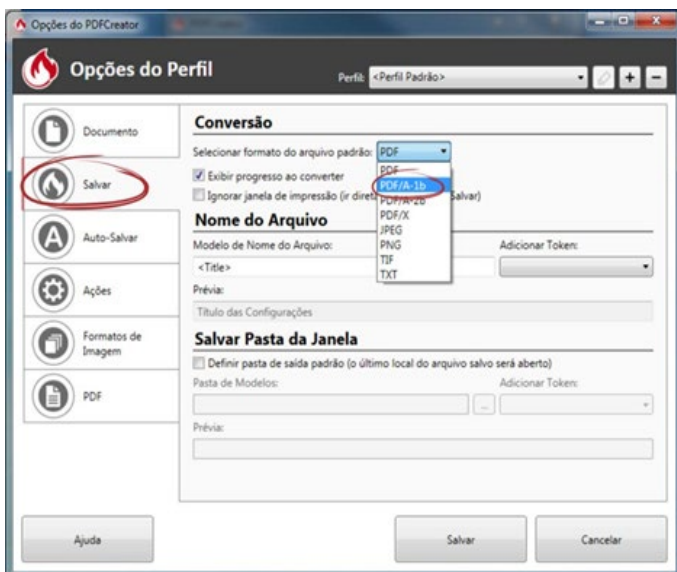 Opções do PDFCreator
Opções do Perfil
Perfil: <Perfil Padrão>
Documento
Salvar
Auto-Salvar
Ações
Formatos de
Imagem
PDF
Conversão
Selecionar formato do arquivo padrão: PDF
PDF
PDF/A-1b
PDF/A-2b
PDF/X
JPEG
PNG
TIF
TXT
Exibir progresso ao converter
Ignorar janela de impressão (ir dire Salvar)
Nome do Arquivo
Modelo de Nome do Arquivo: Adicionar Token:
<Title>
Prévia:
Título das Configurações
Salvar Pasta da Janela
Definir pasta de saída padrão (o último local do arquivo salvo será aberto)
Pasta de Modelos: Adicionar Token:
...
Prévia:
Ajuda Salvar Cancelar